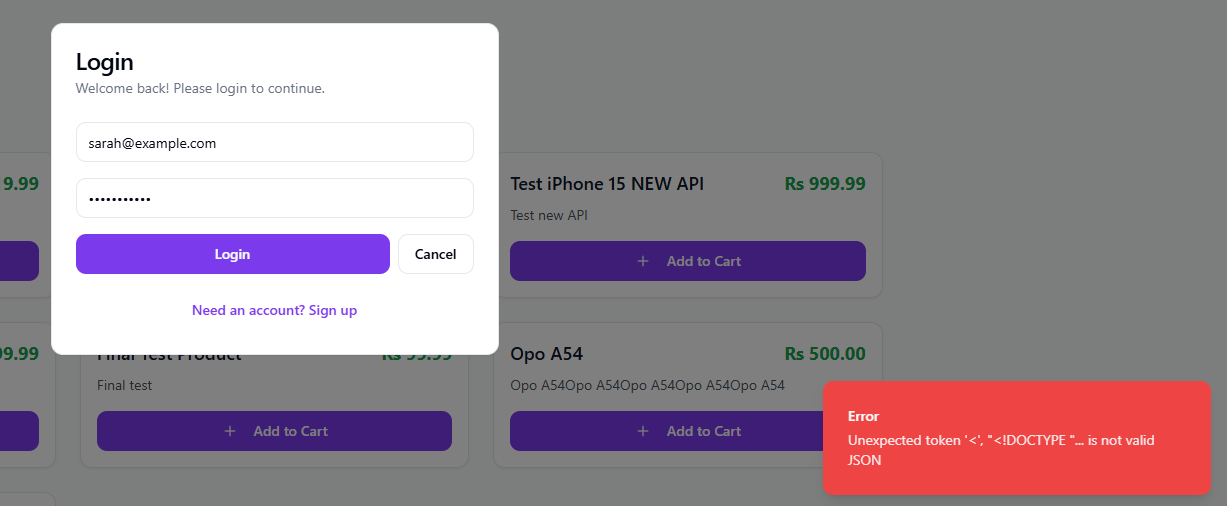 Login
Welcome back! Please login to continue.
sarah@example.com
•••••••••••
Login
Cancel
Need an account? Sign up
9.99
Test iPhone 15 NEW API
Rs 999.99
Test new API
+ Add to Cart
99.99
Final Test Product
Rs 99.99
Final test
+ Add to Cart
Opo A54
Rs 500.00
Opo A54Opo A54Opo A54Opo A54Opo A54
+ Add to Cart
Error
Unexpected token '<', "<!DOCTYPE "... is not valid
JSON